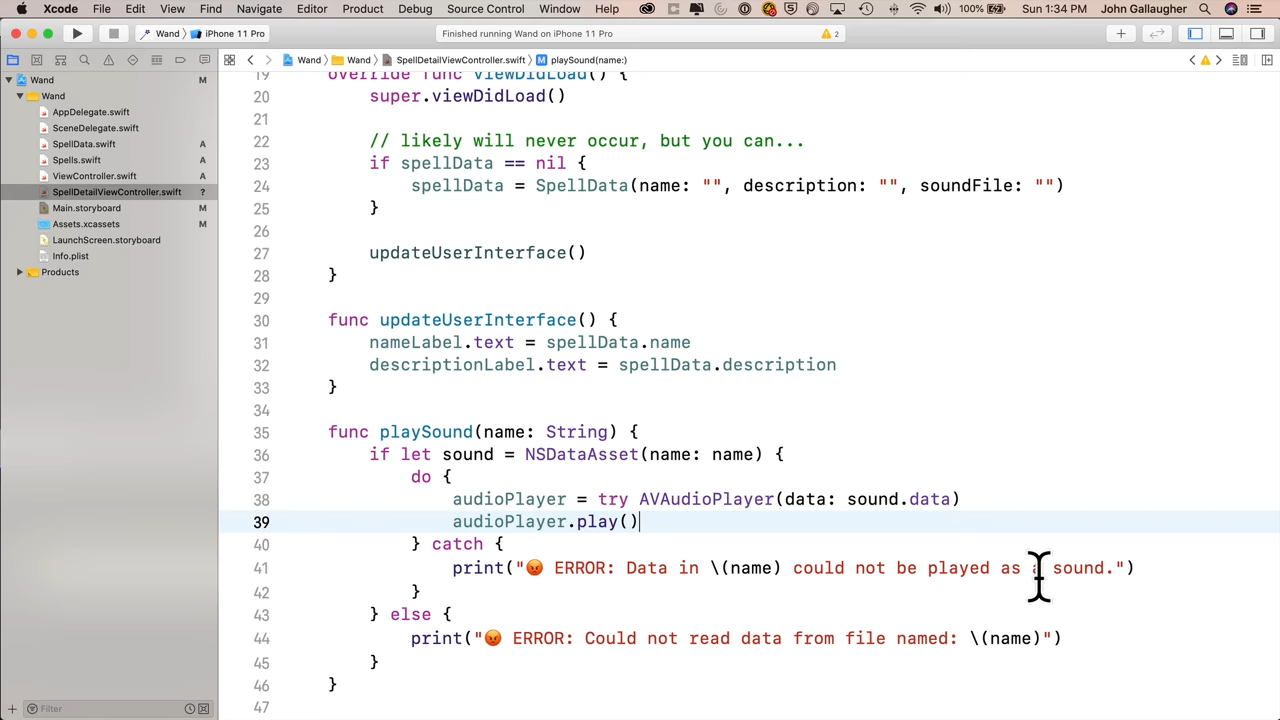 Xcode File Edit View Find Navigate Editor Product Debug Source Control Window Help 100% Sun 1:34 PM John Gallaugher
Wand iPhone 11 Pro Finished running Wand on iPhone 11 Pro 2
Wand M Wand Wand SpellDetailViewController.swift M playSound(name:)
Wand
AppDelegate.swift
SceneDelegate.swift
SpellData.swift A
Spells.swift A
ViewController.swift A
SpellDetailViewController.swift ?
Main.storyboard M
Assets.xcassets M
LaunchScreen.storyboard
Info.plist
Products
Filter
19 override func viewDidLoad() {
20 super.viewDidLoad()
21
22 // likely will never occur, but you can...
23 if spellData == nil {
24 spellData = SpellData(name: "", description: "", soundFile: "")
25 }
26
27 updateUserInterface()
28 }
29
30 func updateUserInterface() {
31 nameLabel.text = spellData.name
32 descriptionLabel.text = spellData.description
33 }
34
35 func playSound(name: String) {
36 if let sound = NSDataAsset(name: name) {
37 do {
38 audioPlayer = try AVAudioPlayer(data: sound.data)
39 audioPlayer.play()
40 } catch {
41 print("😡 ERROR: Data in \(name) could not be played as a sound.")
42 }
43 } else {
44 print("😡 ERROR: Could not read data from file named: \(name)")
45 }
46 }
47